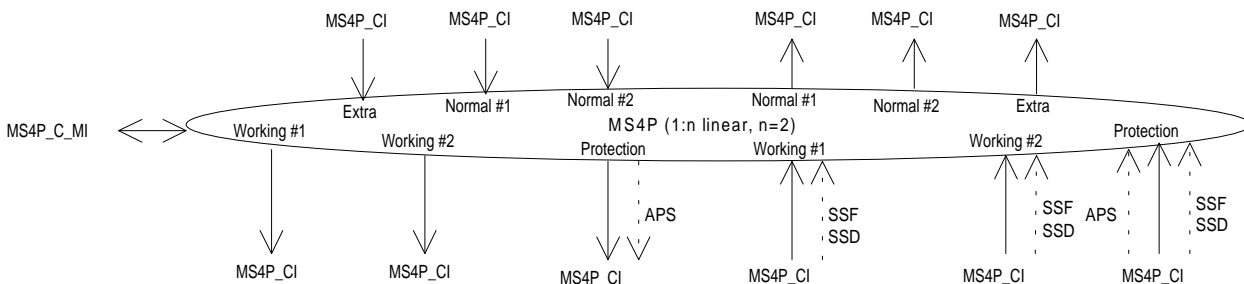 MS4P_CI MS4P_CI MS4P_CI MS4P_CI MS4P_CI MS4P_CI
Extra Normal #1 Normal #2 Normal #1 Normal #2 Extra
MS4P_C_MI
MS4P (1:n linear, n=2)
Working #1 Working #2 Protection Working #1 Working #2 Protection
APS SSF SSF APS SSF
SSD SSD SSD
MS4P_CI MS4P_CI MS4P_CI MS4P_CI MS4P_CI MS4P_CI